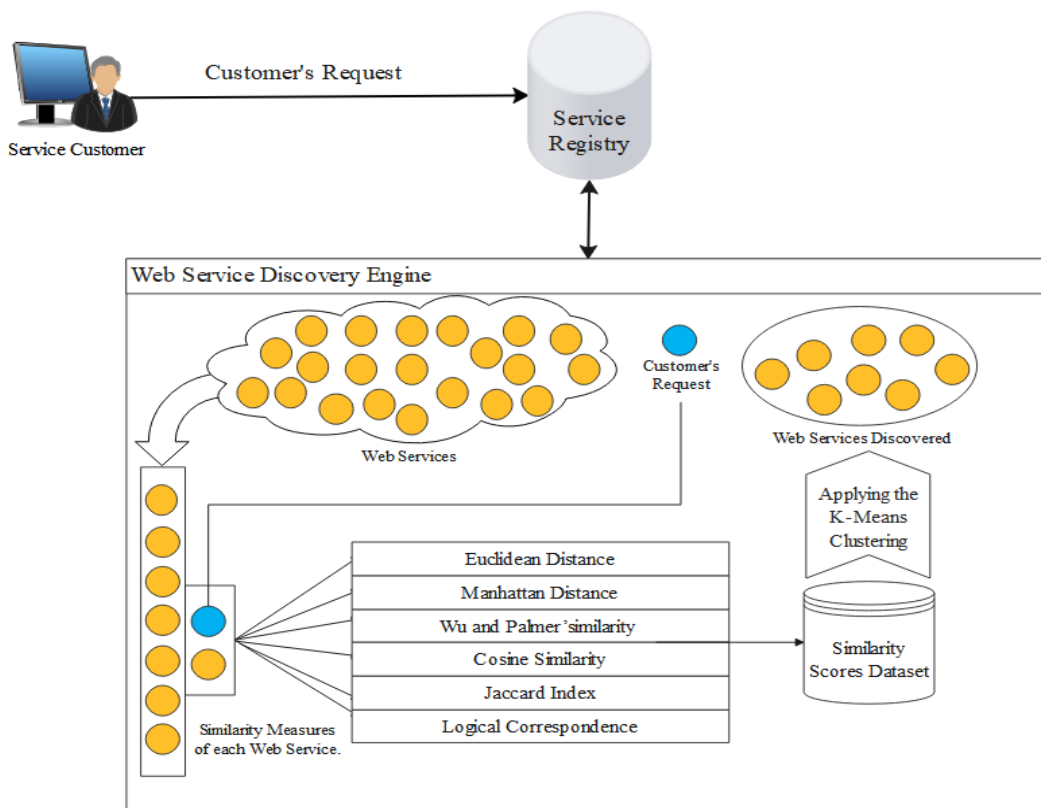 Customer's Request
Service Customer
Service
Registry
Web Service Discovery Engine
Customer's
Request
Web Services
Web Services Discovered
Applying the
K-Means
Clustering
Euclidean Distance
Manhattan Distance
Wu and Palmer'similarity
Cosine Similarity
Jaccard Index
Logical Correspondence
Similarity
Scores Dataset
Similarity Measures
of each Web Service.